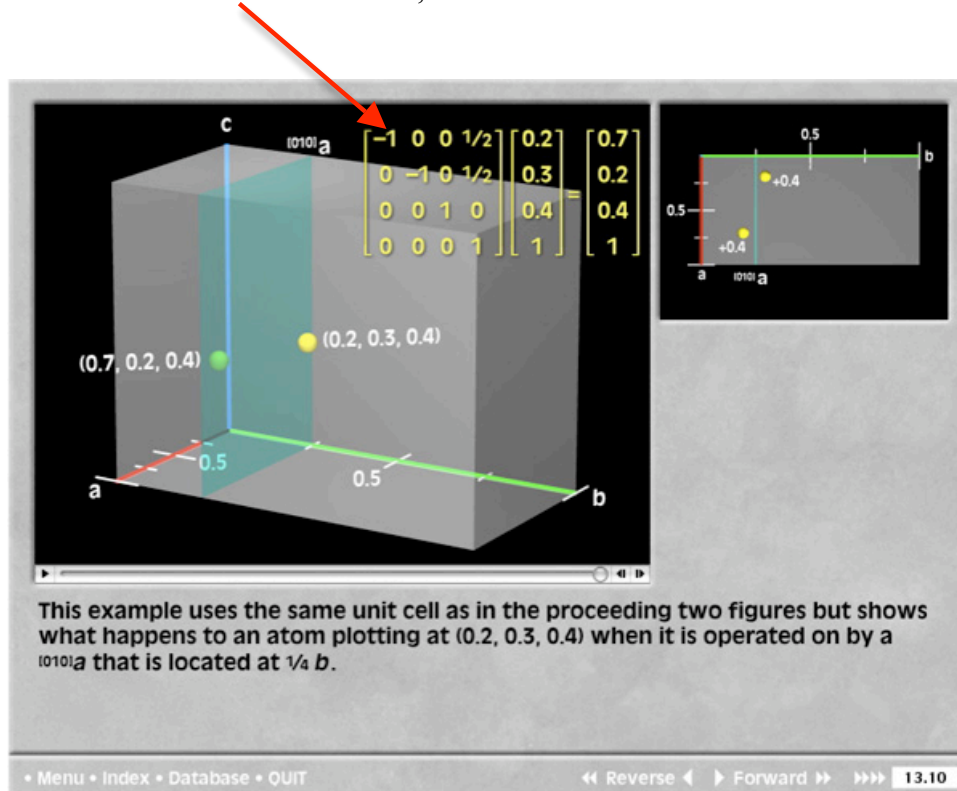 c
[010] a
[-1 0 0 1/2] [0.2] [0.7]
[0 -1 0 1/2] [0.3] = [0.2]
[0 0 1 0] [0.4] [0.4]
[0 0 0 1] [1] [1]
(0.2, 0.3, 0.4)
(0.7, 0.2, 0.4)
0.5
0.5
a
b
0.5
b
+0.4
0.5
+0.4
a
[010] a
This example uses the same unit cell as in the proceeding two figures but shows
what happens to an atom plotting at (0.2, 0.3, 0.4) when it is operated on by a
[010]a that is located at 1/4 b.
• Menu • Index • Database • QUIT
Reverse
Forward
13.10